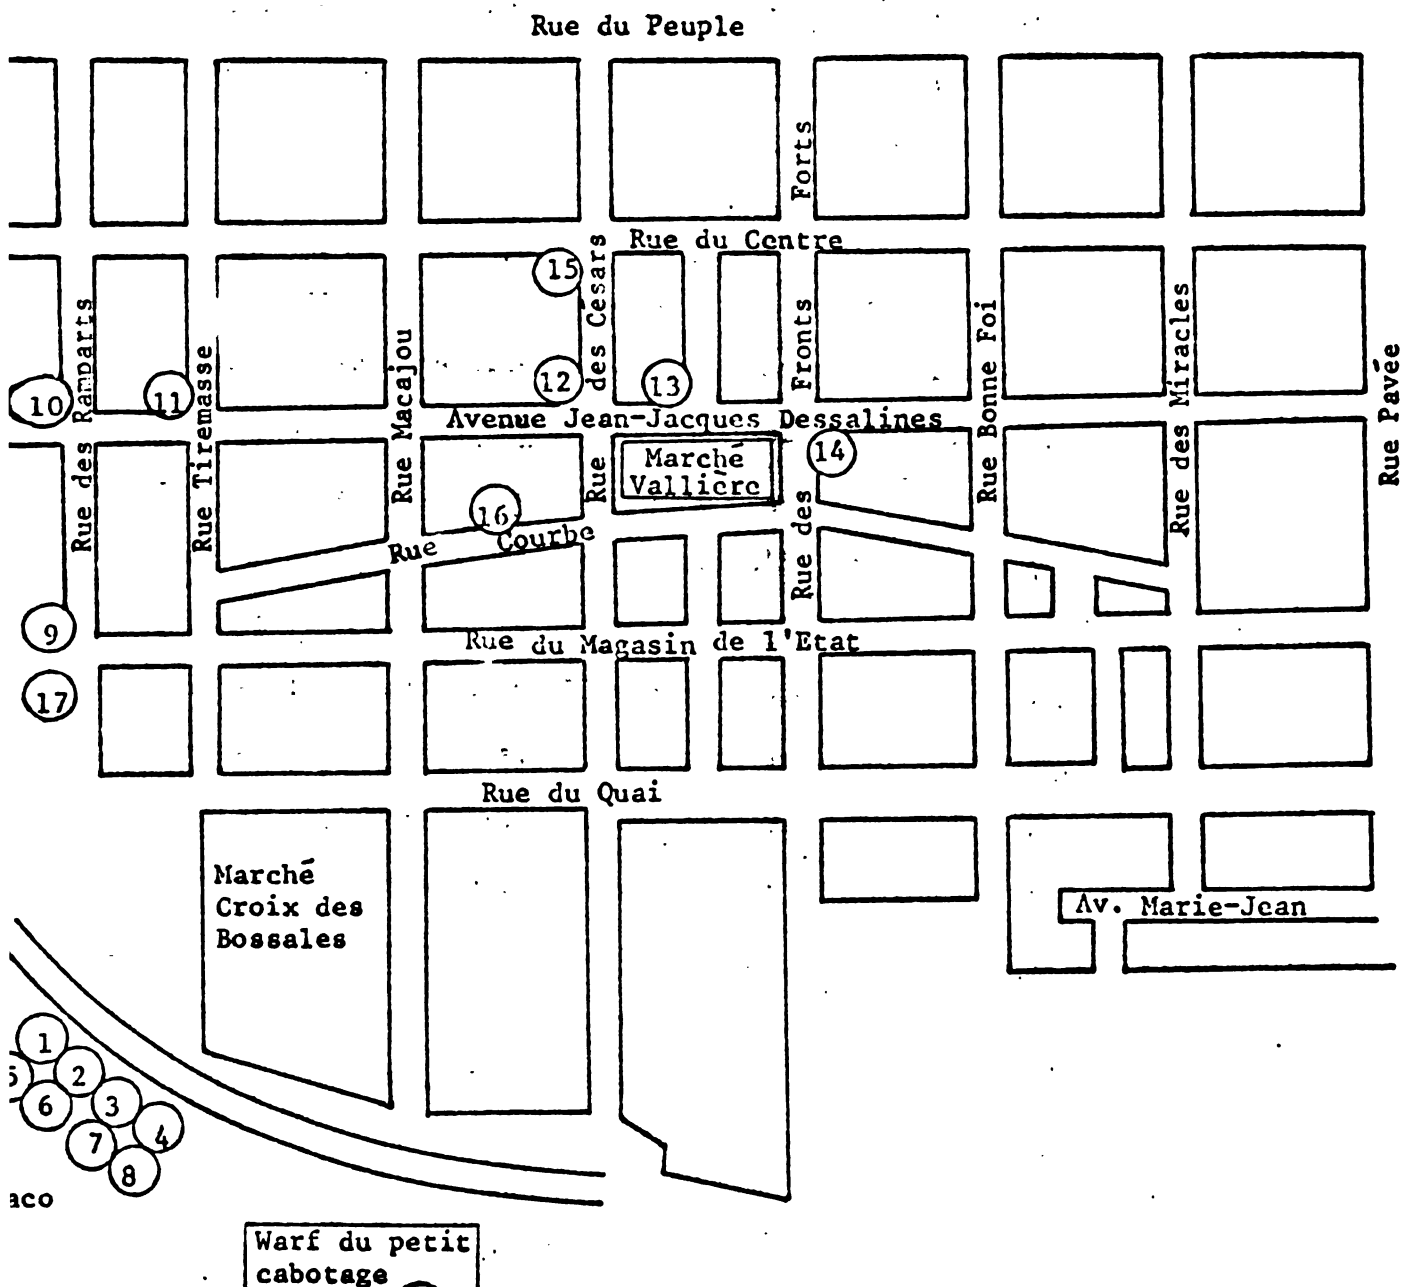 Rue du Peuple
Rue du Centre
15
12
13
10
11
Avenue Jean-Jacques Dessalines
14
Marché
Vallière
16
Rue Courbe
9
Rue du Magasin de l'Etat
17
Rue du Quai
Marché
Croix des
Bossales
Av. Marie-Jean
1
5
2
6
3
7
4
8
aco
Warf du petit
cabotage
Rue des Ramparts
Rue Tiremasse
Rue Macajou
Rue des Cesars
Rue des Fronts Forts
Rue Bonne Foi
Rue des Miracles
Rue Pavée